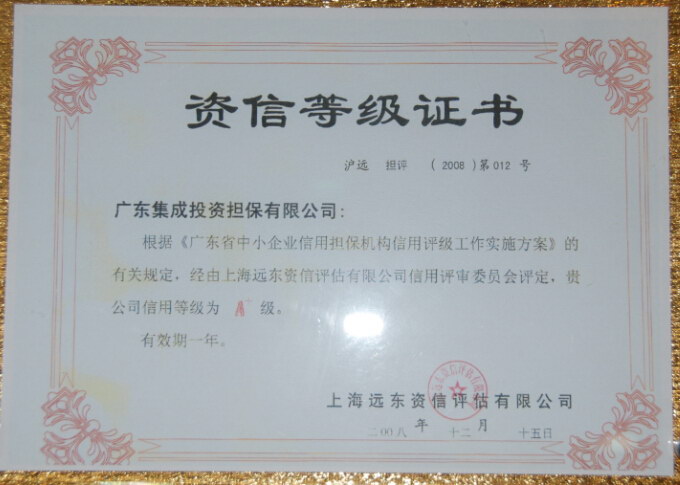 资信等级证书
沪远 担评 （2008）第012 号
广东集成投资担保有限公司：
根据《广东省中小企业信用担保机构信用评级工作实施方案》的
有关规定，经由上海远东资信评估有限公司信用评审委员会评定，贵
公司信用等级为 A 级。
有效期一年。
上海远东资信评估有限公司
二00八 年 十二 月 十五日